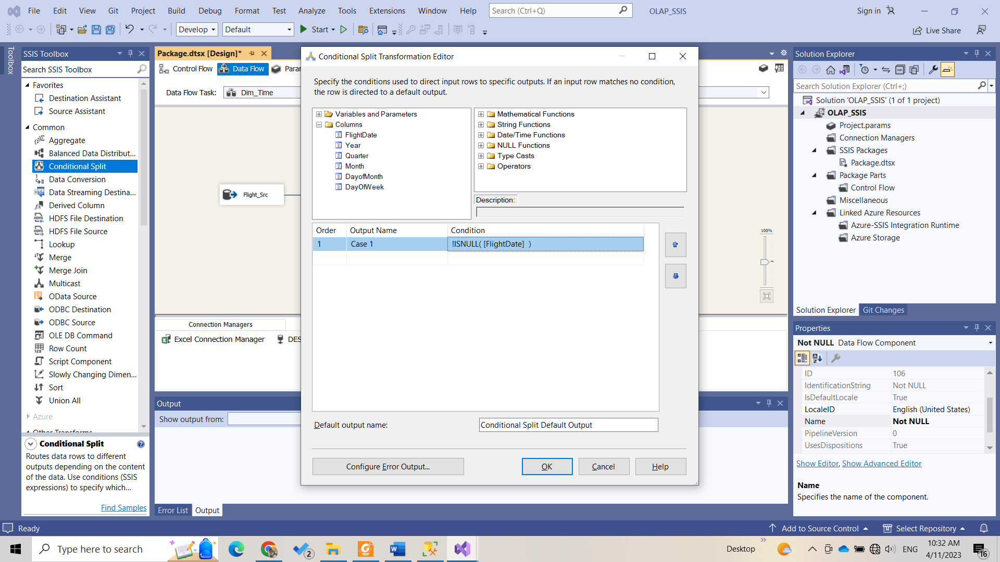 File Edit View Git Project Build Debug Format Test Analyze Tools Extensions Window Help Search (Ctrl+Q) OLAP_SSIS Sign in
Develop Default Start Live Share
Toolbox
SSIS Toolbox
Search SSIS Toolbox
Favorites
Destination Assistant
Source Assistant
Common
Aggregate
Balanced Data Distribut...
Conditional Split
Data Conversion
Data Streaming Destina...
Derived Column
HDFS File Destination
HDFS File Source
Lookup
Merge
Merge Join
Multicast
OData Source
ODBC Destination
ODBC Source
OLE DB Command
Row Count
Script Component
Slowly Changing Dimen...
Sort
Union All
Azure
Other Transforms
Conditional Split
Routes data rows to different
outputs depending on the content
of the data. Use conditions (SSIS
expressions) to specify which...
Find Samples
Package.dtsx [Design]*
Control Flow Data Flow Paran
Data Flow Task: Dim_Time
Flight_Src
100%
Connection Managers
Excel Connection Manager DES
Output
Show output from:
Error List Output
Conditional Split Transformation Editor
Specify the conditions used to direct input rows to specific outputs. If an input row matches no condition,
the row is directed to a default output.
Variables and Parameters
Columns
FlightDate
Year
Quarter
Month
DayofMonth
DayOfWeek
Mathematical Functions
String Functions
Date/Time Functions
NULL Functions
Type Casts
Operators
Description:
Order Output Name Condition
1 Case 1 !ISNULL( [FlightDate] )
Default output name: Conditional Split Default Output
Configure Error Output... OK Cancel Help
Solution Explorer
Search Solution Explorer (Ctrl+;)
Solution 'OLAP_SSIS' (1 of 1 project)
OLAP_SSIS
Project.params
Connection Managers
SSIS Packages
Package.dtsx
Package Parts
Control Flow
Miscellaneous
Linked Azure Resources
Azure-SSIS Integration Runtime
Azure Storage
Solution Explorer Git Changes
Properties
Not NULL Data Flow Component
ID 106
IdentificationString Not NULL
IsDefaultLocale True
LocaleID English (United States)
Name Not NULL
PipelineVersion 0
UsesDispositions True
Show Editor, Show Advanced Editor
Name
Specifies the name of the component.
Ready Add to Source Control Select Repository
Type here to search 2 Desktop ENG 10:32 AM
4/11/2023 16